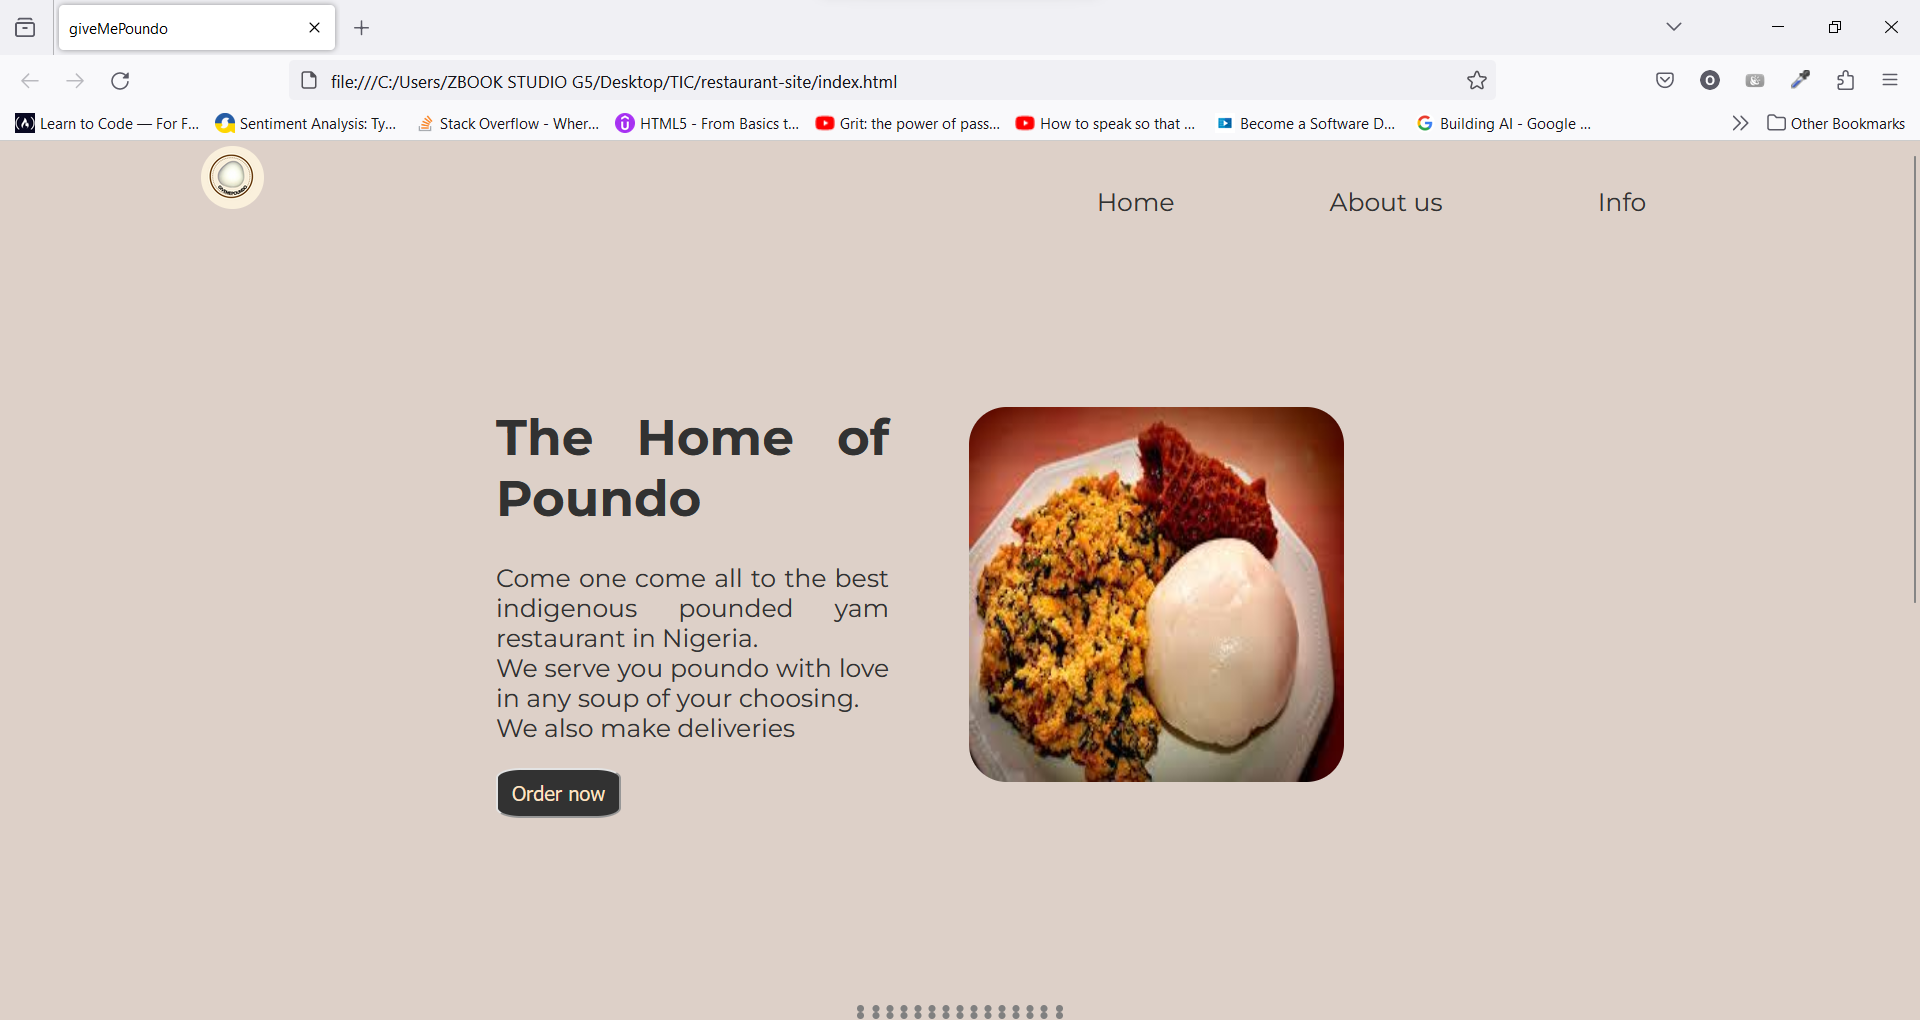 giveMePoundo
file:///C:/Users/ZBOOK STUDIO G5/Desktop/TIC/restaurant-site/index.html
Learn to Code — For F... Sentiment Analysis: Ty... Stack Overflow - Wher... HTML5 - From Basics t... Grit: the power of pass... How to speak so that ... Become a Software D... Building AI - Google ... Other Bookmarks
GIVEMEPOUNDO
Home About us Info
The Home of
Poundo
Come one come all to the best
indigenous pounded yam
restaurant in Nigeria.
We serve you poundo with love
in any soup of your choosing.
We also make deliveries
Order now